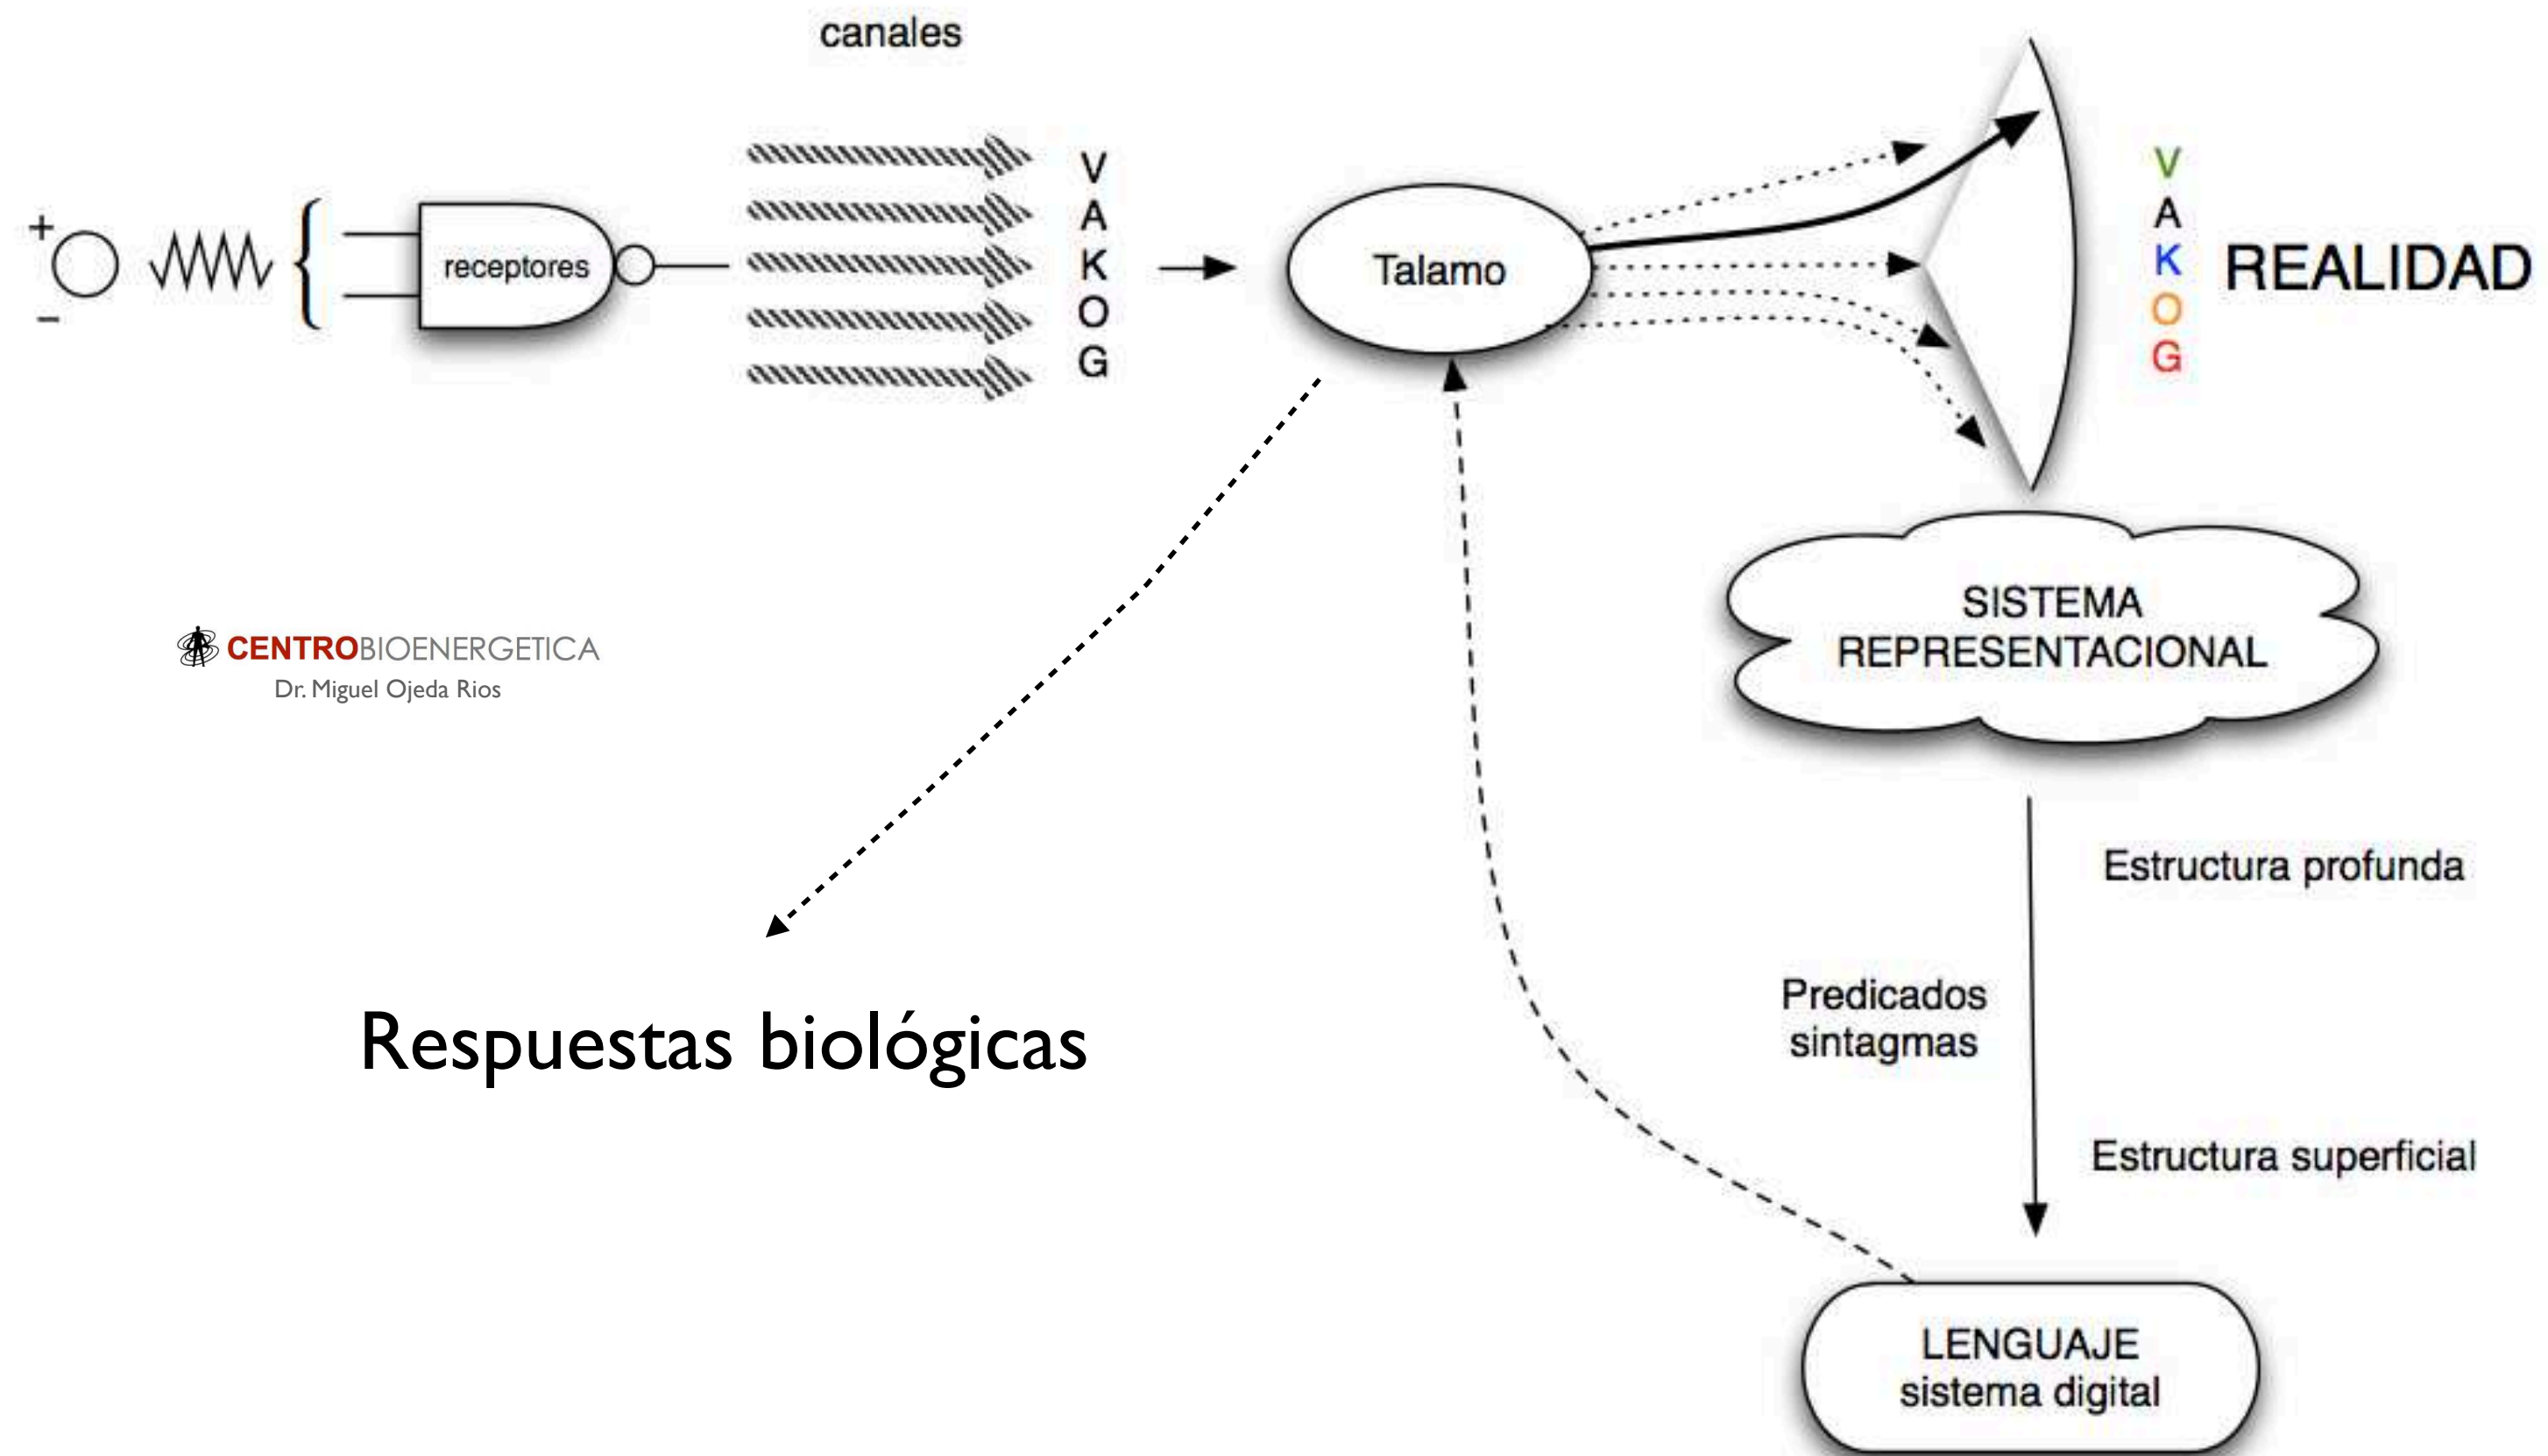 canales
+
−
receptores
V
A
K
O
G
Talamo
V
A
K
O
G
REALIDAD
SISTEMA
REPRESENTACIONAL
CENTROBIOENERGETICA
Dr. Miguel Ojeda Rios
Estructura profunda
Predicados
sintagmas
Respuestas biológicas
Estructura superficial
LENGUAJE
sistema digital